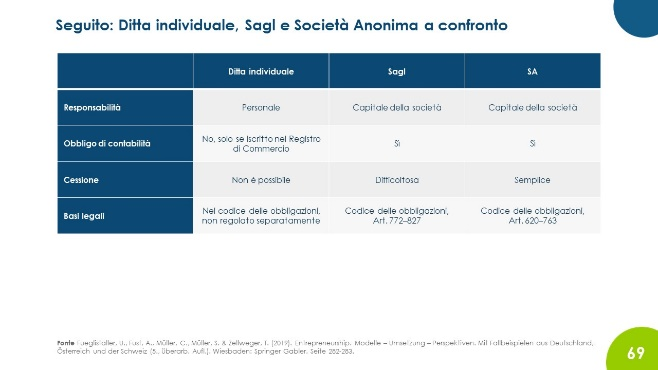 Seguito: Ditta individuale, Sagl e Società Anonima a confronto
Ditta individuale Sagl SA
Responsabilità Personale Capitale della società Capitale della società
Obbligo di contabilità No, solo se iscritto nel Registro di Commercio Sì Sì
Cessione Non è possibile Difficoltosa Semplice
Basi legali Nel codice delle obbligazioni, non regolato separatamente Codice delle obbligazioni, Art. 772–827 Codice delle obbligazioni, Art. 620–763
Fonte Fueglistaller, U., Fust, A., Müller, C., Müller, S. & Zellweger, T. (2019). Entrepreneurship. Modelle – Umsetzung – Perspektiven. Mit Fallbeispielen aus Deutschland,
Österreich und der Schweiz (5., überarb. Aufl.). Wiesbaden: Springer Gabler. Seite 282-283.
69